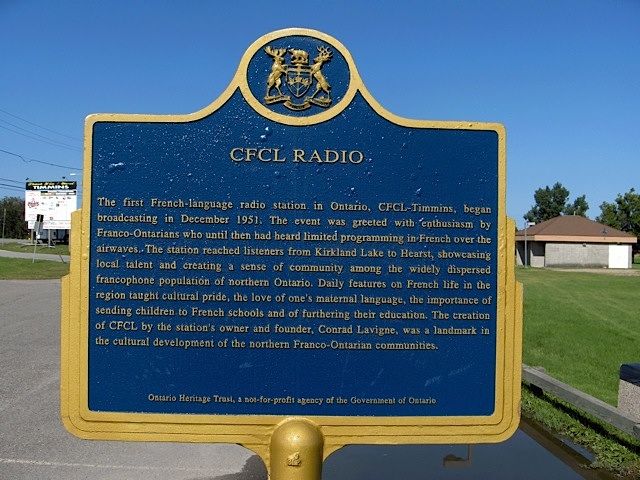 CFCL RADIO
The first French-language radio station in Ontario, CFCL-Timmins, began
broadcasting in December 1951. The event was greeted with enthusiasm by
Franco-Ontarians who until then had heard limited programming in French over the
airwaves. The station reached listeners from Kirkland Lake to Hearst, showcasing
local talent and creating a sense of community among the widely dispersed
francophone population of northern Ontario. Daily features on French life in the
region taught cultural pride, the love of one's maternal language, the importance of
sending children to French schools and of furthering their education. The creation
of CFCL by the station's owner and founder, Conrad Lavigne, was a landmark in
the cultural development of the northern Franco-Ontarian communities.
Ontario Heritage Trust, a not-for-profit agency of the Government of Ontario
TIMMINS